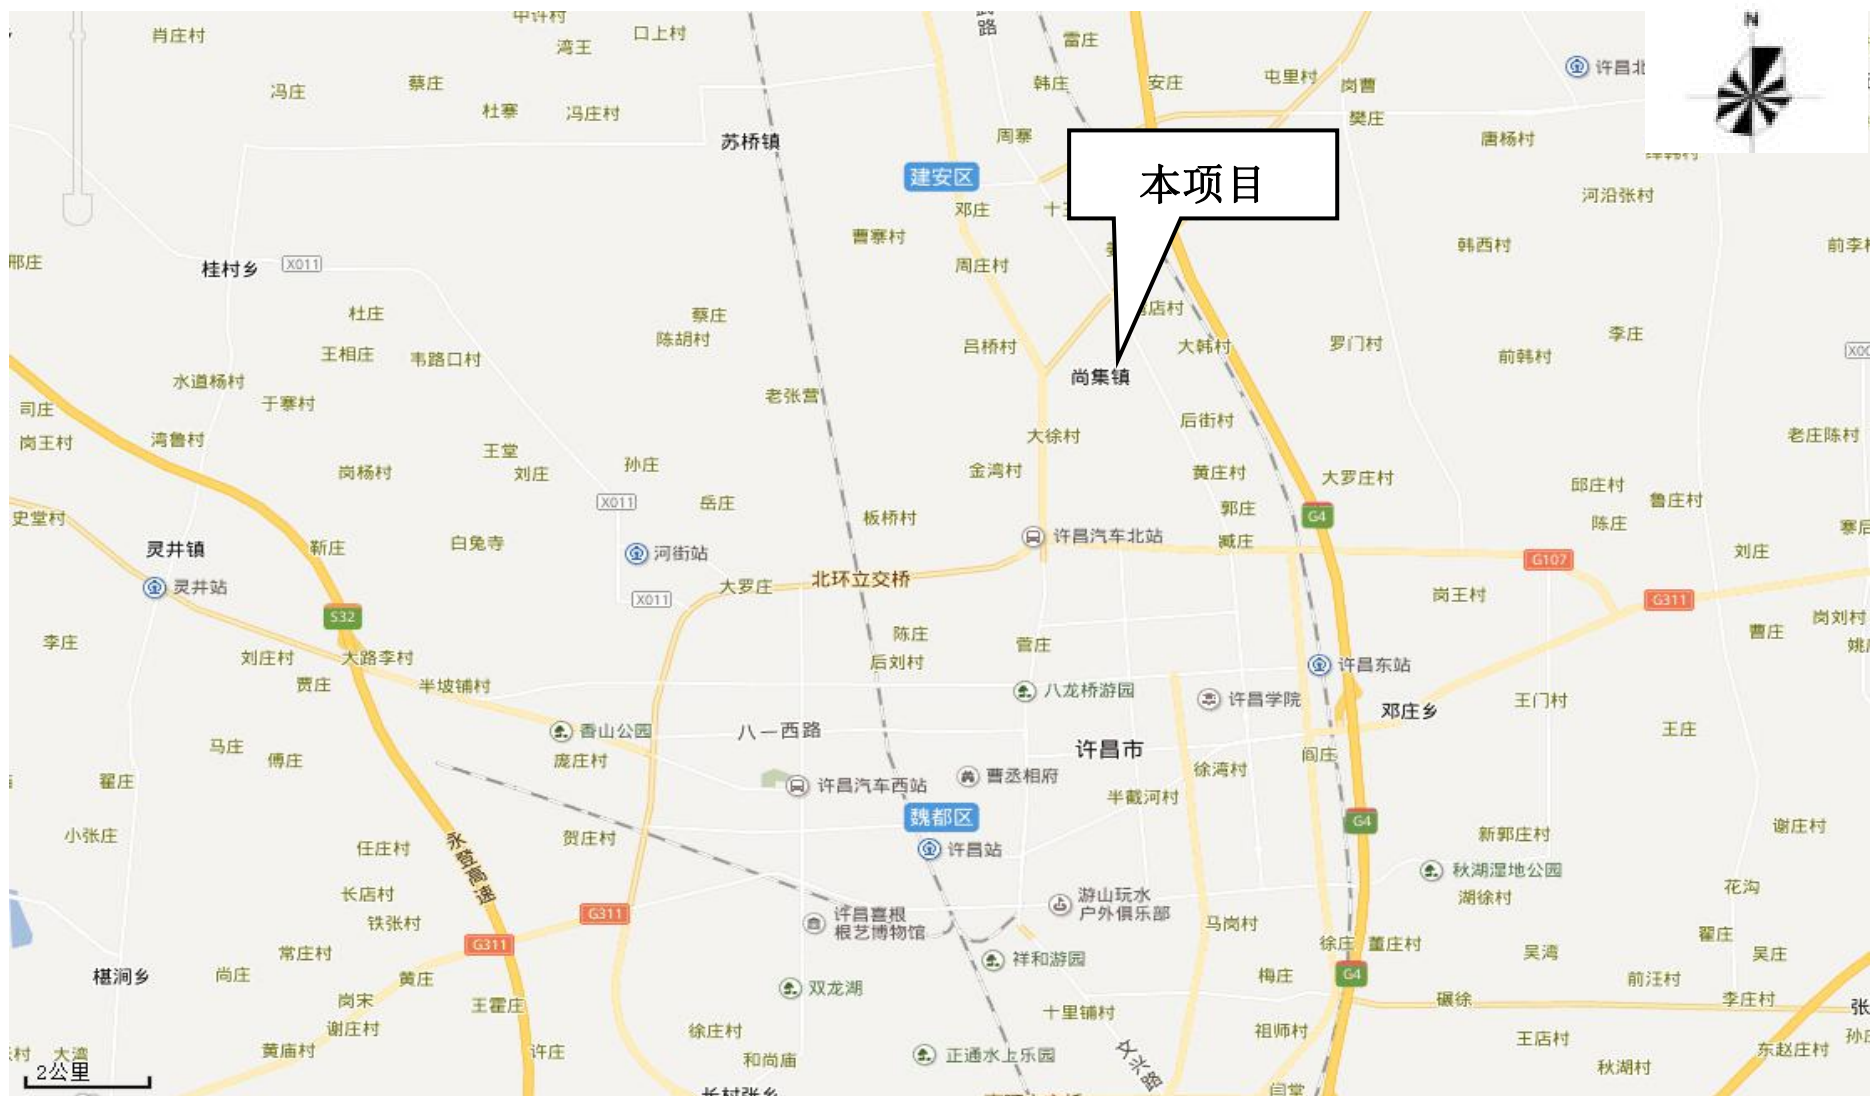 中许村
肖庄村
湾王
口上村
路
雷庄
N
冯庄
蔡庄
杜寨
冯庄村
韩庄
安庄
屯里村
岗曹
许昌北
苏桥镇
周寨
樊庄
唐杨村
建安区
本项目
河沿张村
邓庄
十
曹寨村
韩西村
前李村
邢庄
桂村乡
X011
周庄村
杜庄
蔡庄
店村
李庄
王相庄
韦路口村
陈胡村
吕桥村
大韩村
罗门村
前韩村
X00
水道杨村
尚集镇
司庄
于寨村
老张营
后街村
岗王村
湾鲁村
王堂
大徐村
老庄陈村
岗杨村
刘庄
孙庄
金湾村
黄庄村
大罗庄村
邱庄村
鲁庄村
X011
岳庄
郭庄
G4
史堂村
板桥村
陈庄
寨后
灵井镇
靳庄
白兔寺
河街站
许昌汽车北站
臧庄
G107
刘庄
灵井站
X011
大罗庄
北环立交桥
岗王村
G311
S32
岗刘村
李庄
陈庄
菅庄
曹庄
刘庄村
大路李村
后刘村
许昌东站
贾庄
半坡铺村
八龙桥游园
许昌学院
邓庄乡
王门村
香山公园
八一西路
王庄
马庄
傅庄
庞庄村
许昌市
阎庄
翟庄
许昌汽车西站
曹丞相府
徐湾村
半截河村
小张庄
永登高速
贺庄村
魏都区
G4
新郭庄村
谢庄村
任庄村
许昌站
秋湖湿地公园
长店村
游山玩水
户外俱乐部
湖徐村
花沟
铁张村
G311
许昌喜根
根艺博物馆
马岗村
G311
徐庄
董庄村
翟庄
常庄村
吴湾
吴庄
椹涧乡
尚庄
黄庄
祥和游园
梅庄
G4
前汪村
岗宋
王霍庄
双龙湖
碾徐
李庄村
张
谢庄村
徐庄村
十里铺村
祖师村
王店村
孙庄
大湾
黄庙村
许庄
和尚庙
正通水上乐园
文兴路
东赵庄村
2公里
秋湖村
长村张乡
闫堂